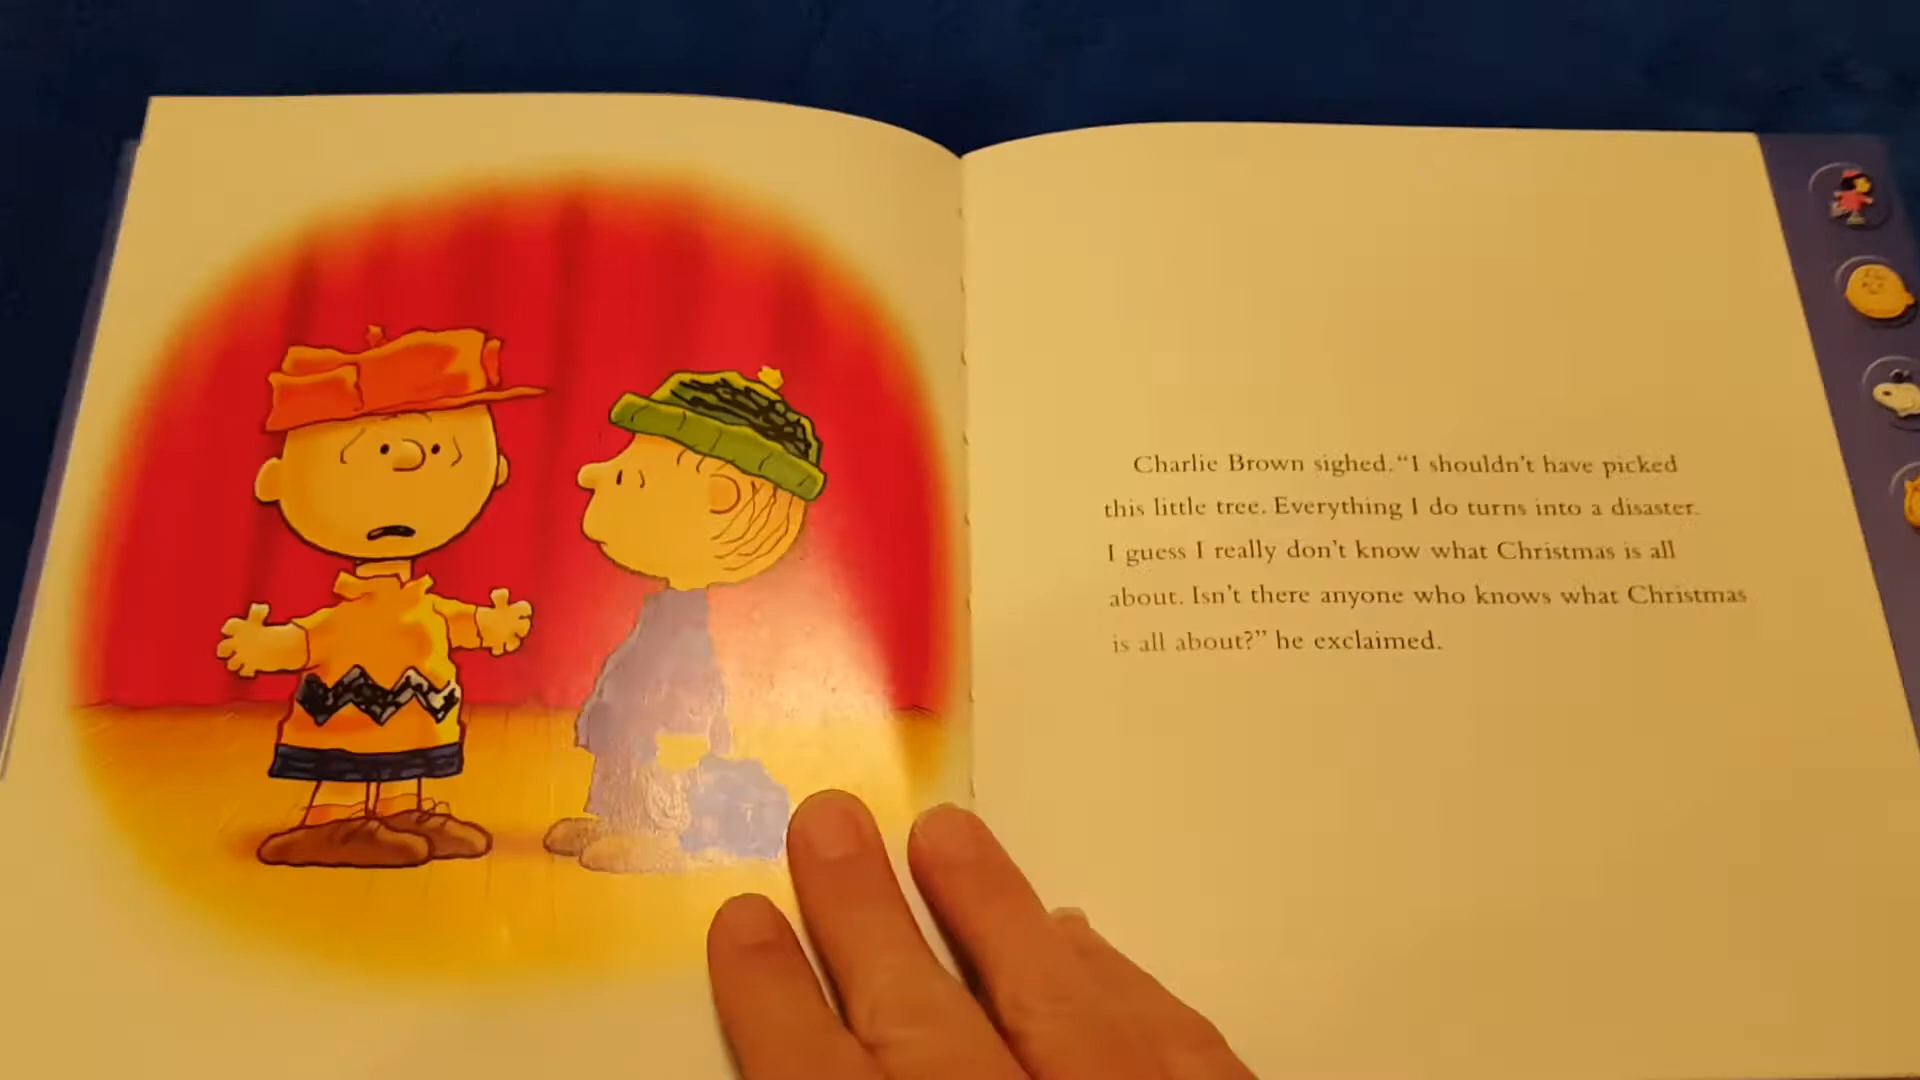 Charlie Brown sighed. “I shouldn’t have picked
this little tree. Everything I do turns into a disaster.
I guess I really don’t know what Christmas is all
about. Isn’t there anyone who knows what Christmas
is all about?” he exclaimed.